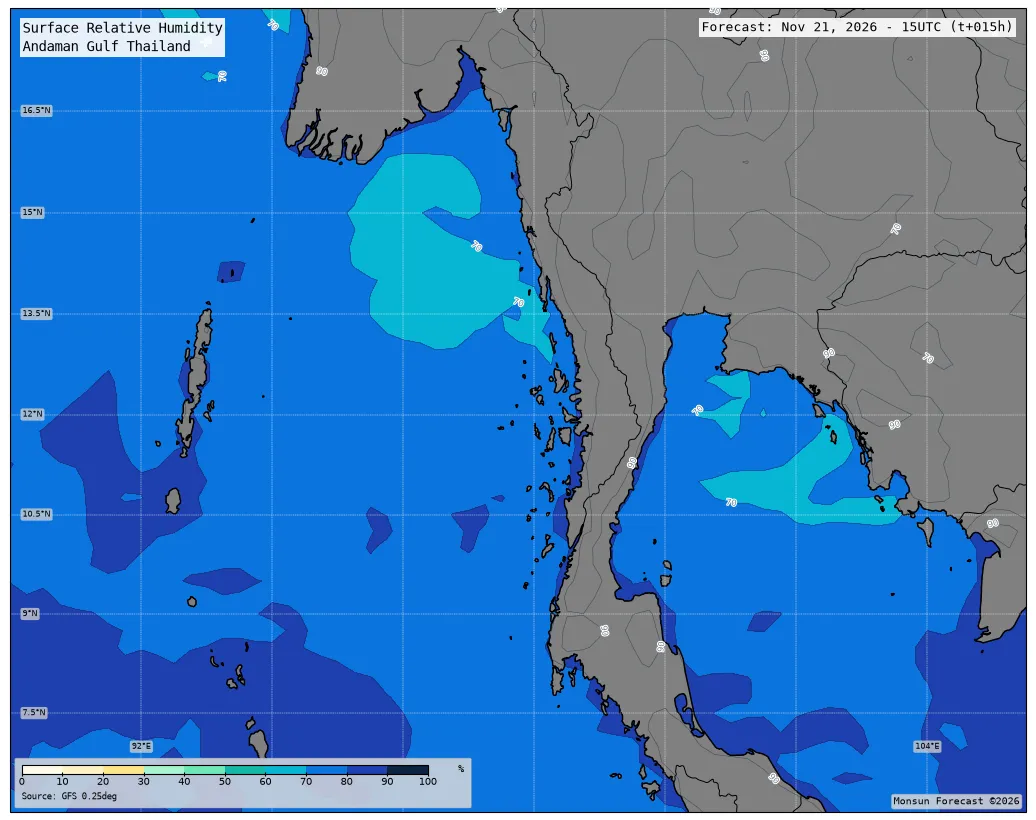 Surface Relative Humidity
Andaman Gulf Thailand
Forecast: Nov 21, 2026 - 15UTC (t+015h)
70
90
90
70
16.5°N
15°N
70
70
70
13.5°N
90
70
12°N
70
90
90
70
10.5°N
90
9°N
90
90
7.5°N
92°E
104°E
90
0 10 20 30 40 50 60 70 80 90 100 %
Source: GFS 0.25deg
Monsun Forecast ©2026